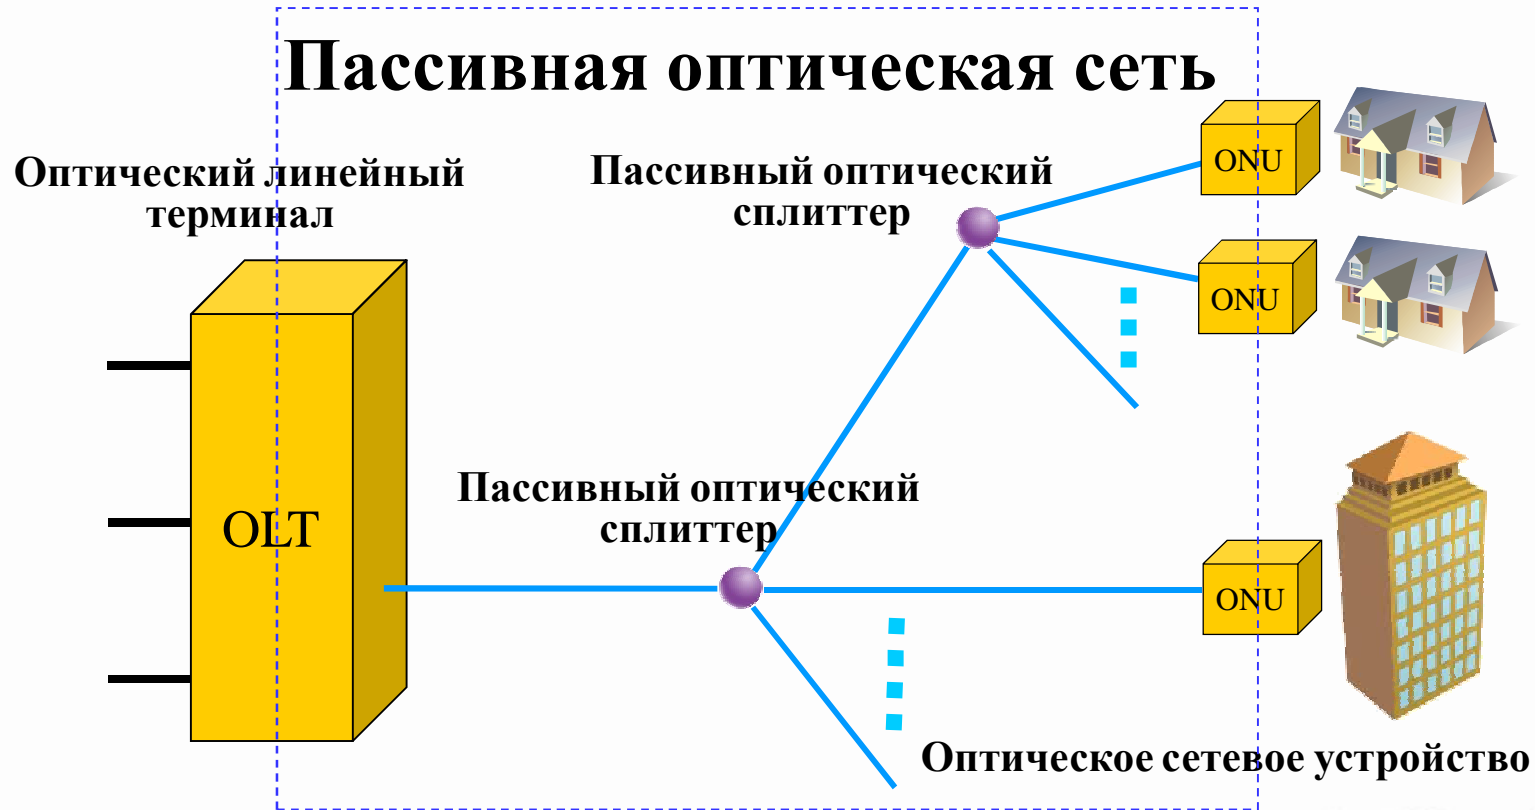 Пассивная оптическая сеть
Оптический линейный
терминал
Пассивный оптический
сплиттер
ONU
ONU
OLT
Пассивный оптический
сплиттер
ONU
Оптическое сетевое устройство